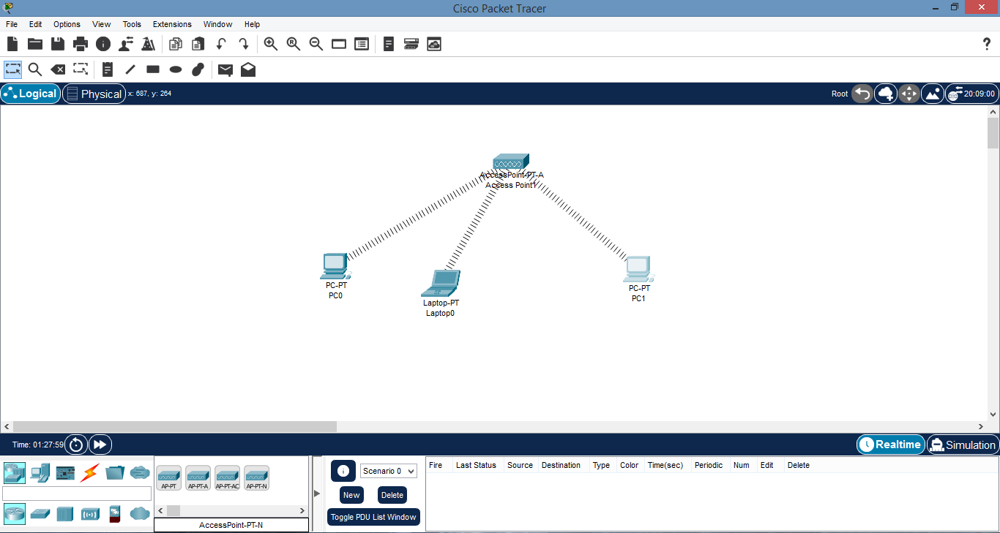 Cisco Packet Tracer
File Edit Options View Tools Extensions Window Help
Logical Physical x: 687, y: 264 Root 20:09:00
AccessPoint-PT-A
Access Point1
PC-PT
PC0
Laptop-PT
Laptop0
PC-PT
PC1
Time: 01:27:59 Realtime Simulation
AP-PT AP-PT-A AP-PT-AC AP-PT-N
AccessPoint-PT-N
Scenario 0
New Delete
Toggle PDU List Window
Fire Last Status Source Destination Type Color Time(sec) Periodic Num Edit Delete